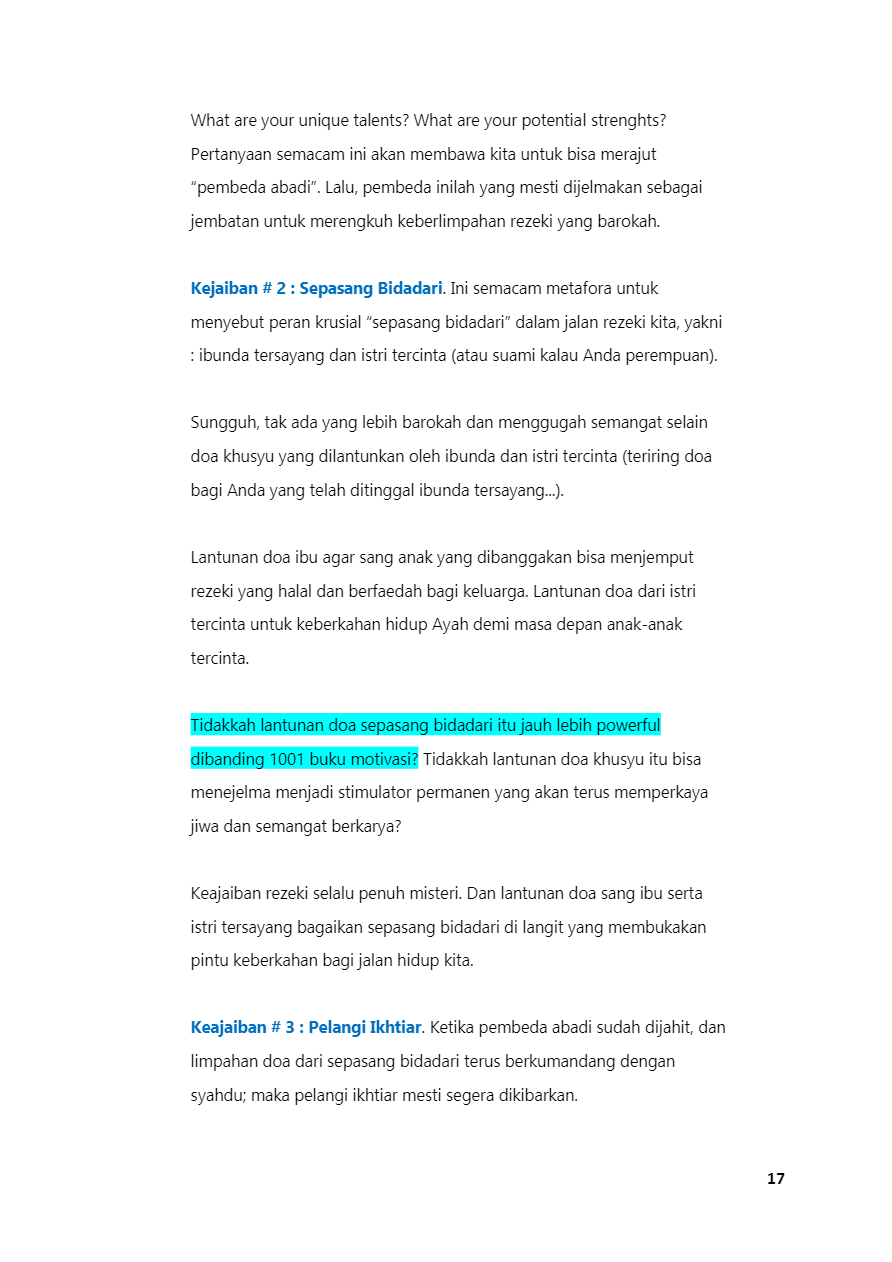 What are your unique talents? What are your potential strenghts?
Pertanyaan semacam ini akan membawa kita untuk bisa merajut
“pembeda abadi”. Lalu, pembeda inilah yang mesti dijelmakan sebagai
jembatan untuk merengkuh keberlimpahan rezeki yang barokah.
Kejaiban # 2 : Sepasang Bidadari. Ini semacam metafora untuk
menyebut peran krusial “sepasang bidadari” dalam jalan rezeki kita, yakni
: ibunda tersayang dan istri tercinta (atau suami kalau Anda perempuan).
Sungguh, tak ada yang lebih barokah dan menggugah semangat selain
doa khusyu yang dilantunkan oleh ibunda dan istri tercinta (teriring doa
bagi Anda yang telah ditinggal ibunda tersayang...).
Lantunan doa ibu agar sang anak yang dibanggakan bisa menjemput
rezeki yang halal dan berfaedah bagi keluarga. Lantunan doa dari istri
tercinta untuk keberkahan hidup Ayah demi masa depan anak-anak
tercinta.
Tidakkah lantunan doa sepasang bidadari itu jauh lebih powerful
dibanding 1001 buku motivasi? Tidakkah lantunan doa khusyu itu bisa
menejelma menjadi stimulator permanen yang akan terus memperkaya
jiwa dan semangat berkarya?
Keajaiban rezeki selalu penuh misteri. Dan lantunan doa sang ibu serta
istri tersayang bagaikan sepasang bidadari di langit yang membukakan
pintu keberkahan bagi jalan hidup kita.
Keajaiban # 3 : Pelangi Ikhtiar. Ketika pembeda abadi sudah dijahit, dan
limpahan doa dari sepasang bidadari terus berkumandang dengan
syahdu; maka pelangi ikhtiar mesti segera dikibarkan.
17